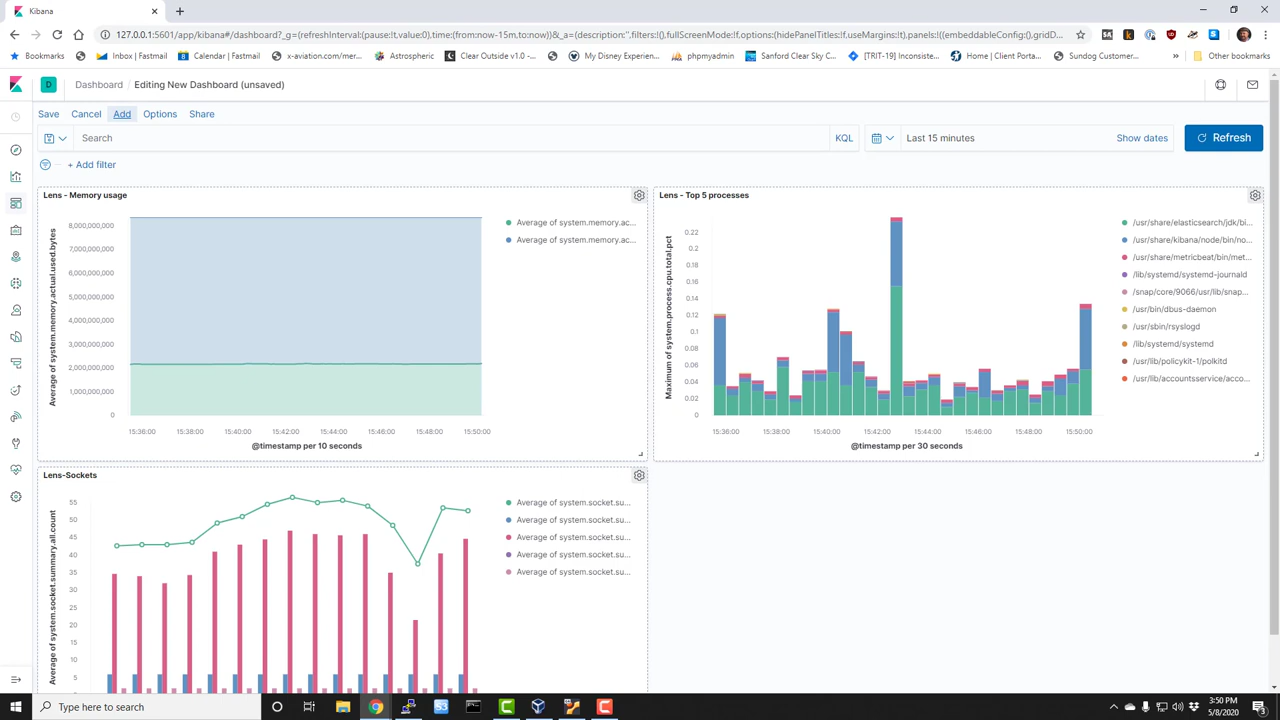 Kibana
127.0.0.1:5601/app/kibana#/dashboard?_g=(refreshInterval:(pause:!t,value:0),time:(from:now-15m,to:now))&_a=(description:'',filters:!(),fullScreenMode:!f,options:(hidePanelTitles:!f,useMargins:!t),panels:!((embeddableConfig:(),gridD...
Bookmarks
Inbox | Fastmail
Calendar | Fastmail
x-aviation.com/mer...
Astrospheric
Clear Outside v1.0 -...
My Disney Experien...
phpmyadmin
Sanford Clear Sky C...
[TRIT-19] [Inconsiste...
Home | Client Porta...
Sundog Customer...
»
Other bookmarks
D
Dashboard / Editing New Dashboard (unsaved)
Save Cancel Add Options Share
Search
KQL
Last 15 minutes
Show dates
Refresh
+ Add filter
Lens - Memory usage
Average of system.memory.actual.used.bytes
8,000,000,000
7,000,000,000
6,000,000,000
5,000,000,000
4,000,000,000
3,000,000,000
2,000,000,000
1,000,000,000
0
15:36:00 15:38:00 15:40:00 15:42:00 15:44:00 15:46:00 15:48:00 15:50:00
@timestamp per 10 seconds
Average of system.memory.ac...
Average of system.memory.ac...
Lens - Top 5 processes
Maximum of system.process.cpu.total.pct
0.22
0.2
0.18
0.16
0.14
0.12
0.1
0.08
0.06
0.04
0.02
0
15:36:00 15:38:00 15:40:00 15:42:00 15:44:00 15:46:00 15:48:00 15:50:00
@timestamp per 30 seconds
/usr/share/elasticsearch/jdk/bi...
/usr/share/kibana/node/bin/no...
/usr/share/metricbeat/bin/met...
/lib/systemd/systemd-journald
/snap/core/9066/usr/lib/snap...
/usr/bin/dbus-daemon
/usr/sbin/rsyslogd
/lib/systemd/systemd
/usr/lib/policykit-1/polkitd
/usr/lib/accountsservice/acco...
Lens-Sockets
Average of system.socket.summary.all.count
55
50
45
40
35
30
25
20
15
10
5
Average of system.socket.su...
Average of system.socket.su...
Average of system.socket.su...
Average of system.socket.su...
Average of system.socket.su...
Type here to search
3:50 PM
5/8/2020
3